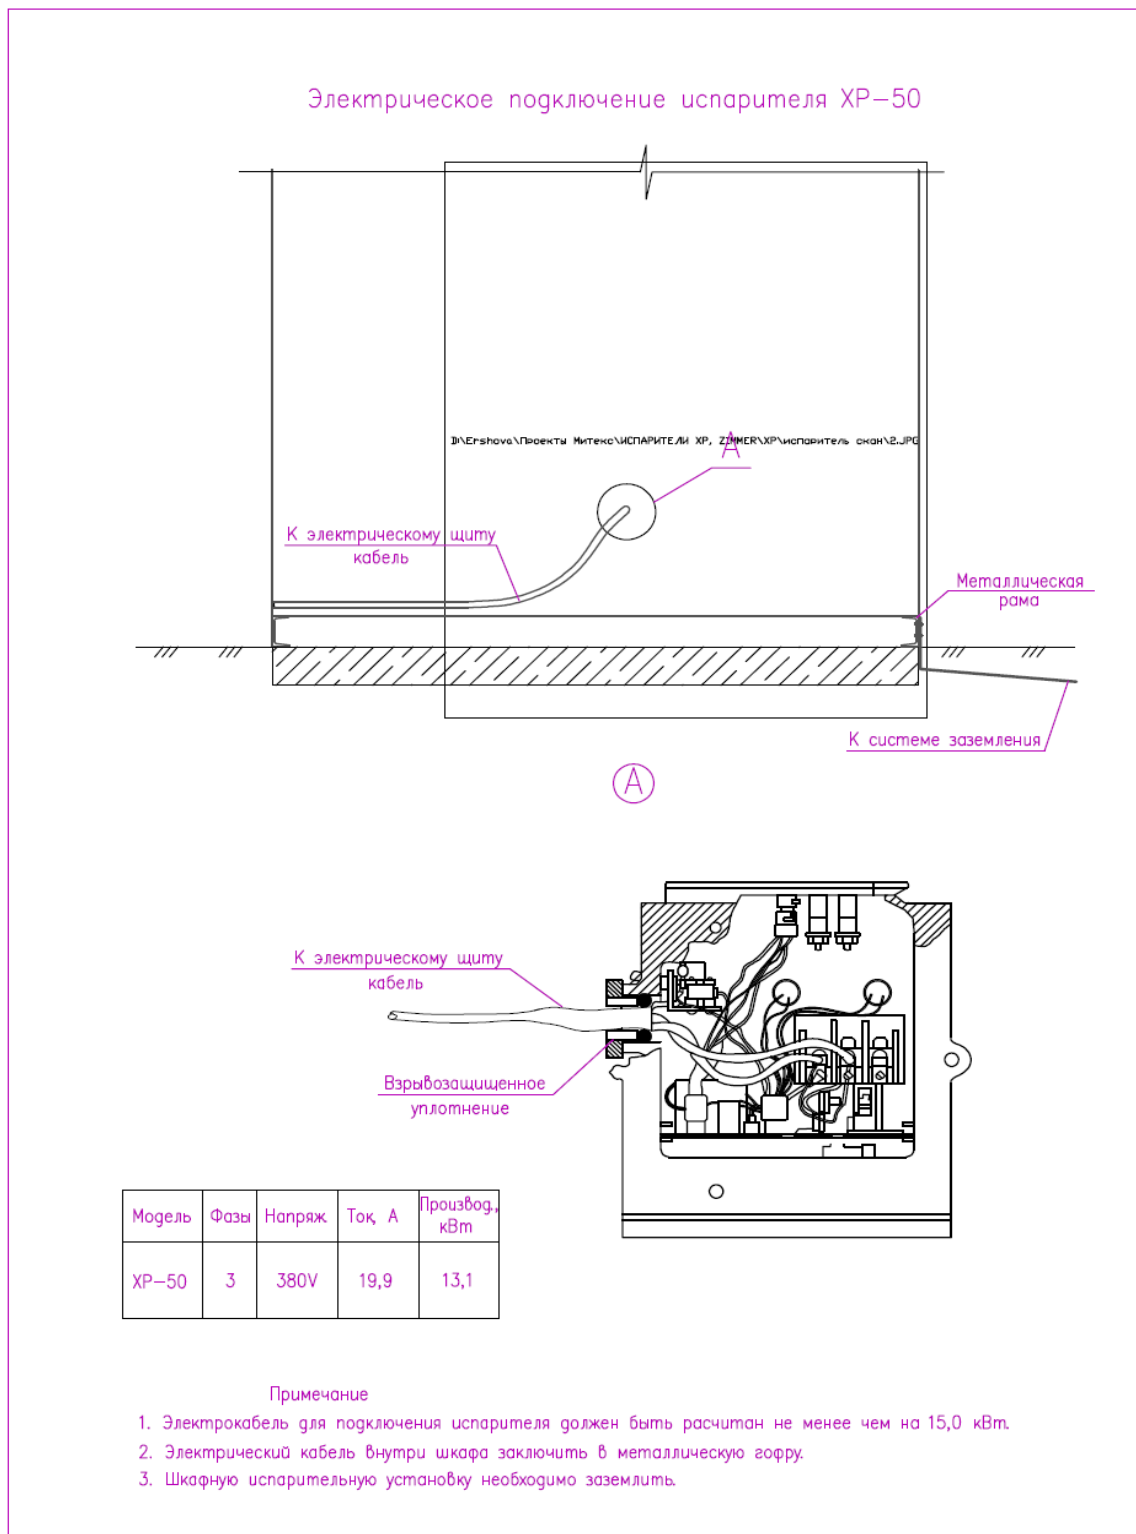 Электрическое подключение испарителя ХР-50
D:\Ershova\Проекты Митекс\ИСПАРИТЕЛИ XP, ZIMMER\XP\испаритель скан\2.JPG
А
К электрическому щиту
кабель
Металлическая
рама
К системе заземления
А
К электрическому щиту
кабель
Взрывозащищенное
уплотнение
Модель Фазы Напряж. Ток, А Производ., кВт
ХР-50 3 380V 19,9 13,1
Примечание
1. Электрокабель для подключения испарителя должен быть расчитан не менее чем на 15,0 кВт.
2. Электрический кабель внутри шкафа заключить в металлическую гофру.
3. Шкафную испарительную установку необходимо заземлить.